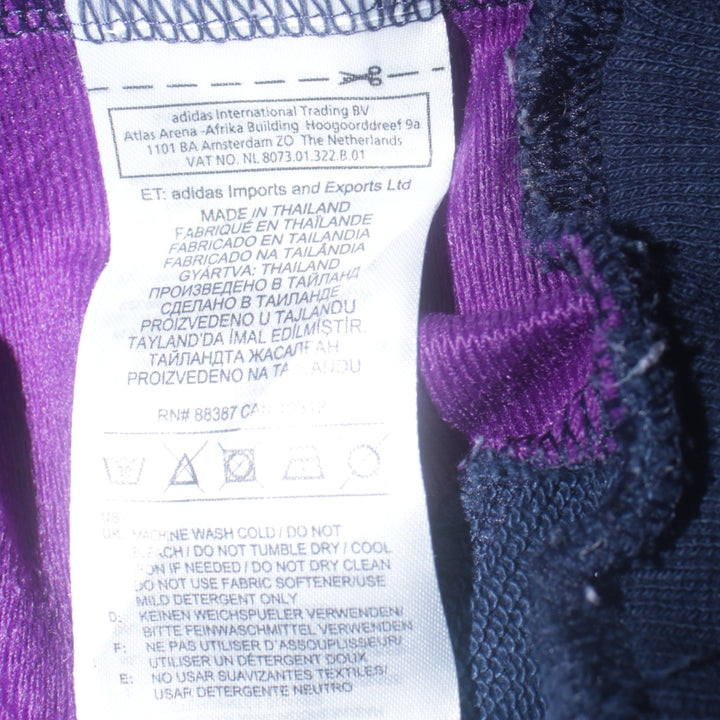 adidas International Trading BV
Atlas Arena -Afrika Building Hoogoorddreef 9a
1101 BA Amsterdam ZO The Netherlands
VAT NO. NL 8073.01.322.B.01
ET: adidas Imports and Exports Ltd
MADE IN THAILAND
FABRIQUÉ EN THAÏLANDE
FABRICADO EN TAILANDIA
FABRICADO NA TAILÂNDIA
GYÁRTVA: THAILAND
ПРОИЗВЕДЕНО В ТАЙЛАНД
СДЕЛАНО В ТАИЛАНДЕ
PROIZVEDENO U TAJLANDU
TAYLAND'DA İMAL EDİLMİŞTİR.
ТАЙЛАНДТА ЖАСАЛҒАН
PROIZVEDENO NA
RN# 88387
30
US:
UK: MACHINE WASH COLD / DO NOT
BLEACH / DO NOT TUMBLE DRY / COOL
IRON IF NEEDED / DO NOT DRY CLEAN
DO NOT USE FABRIC SOFTENER/USE
MILD DETERGENT ONLY
D: KEINEN WEICHSPUELER VERWENDEN/
BITTE FEINWASCHMITTEL VERWENDEN
F: NE PAS UTILISER D'ASSOUPLISSEUR/
UTILISER UN DÉTERGENT DOUX
E: NO USAR SUAVIZANTES TEXTILES/
USAR DETERGENTE NEUTRO